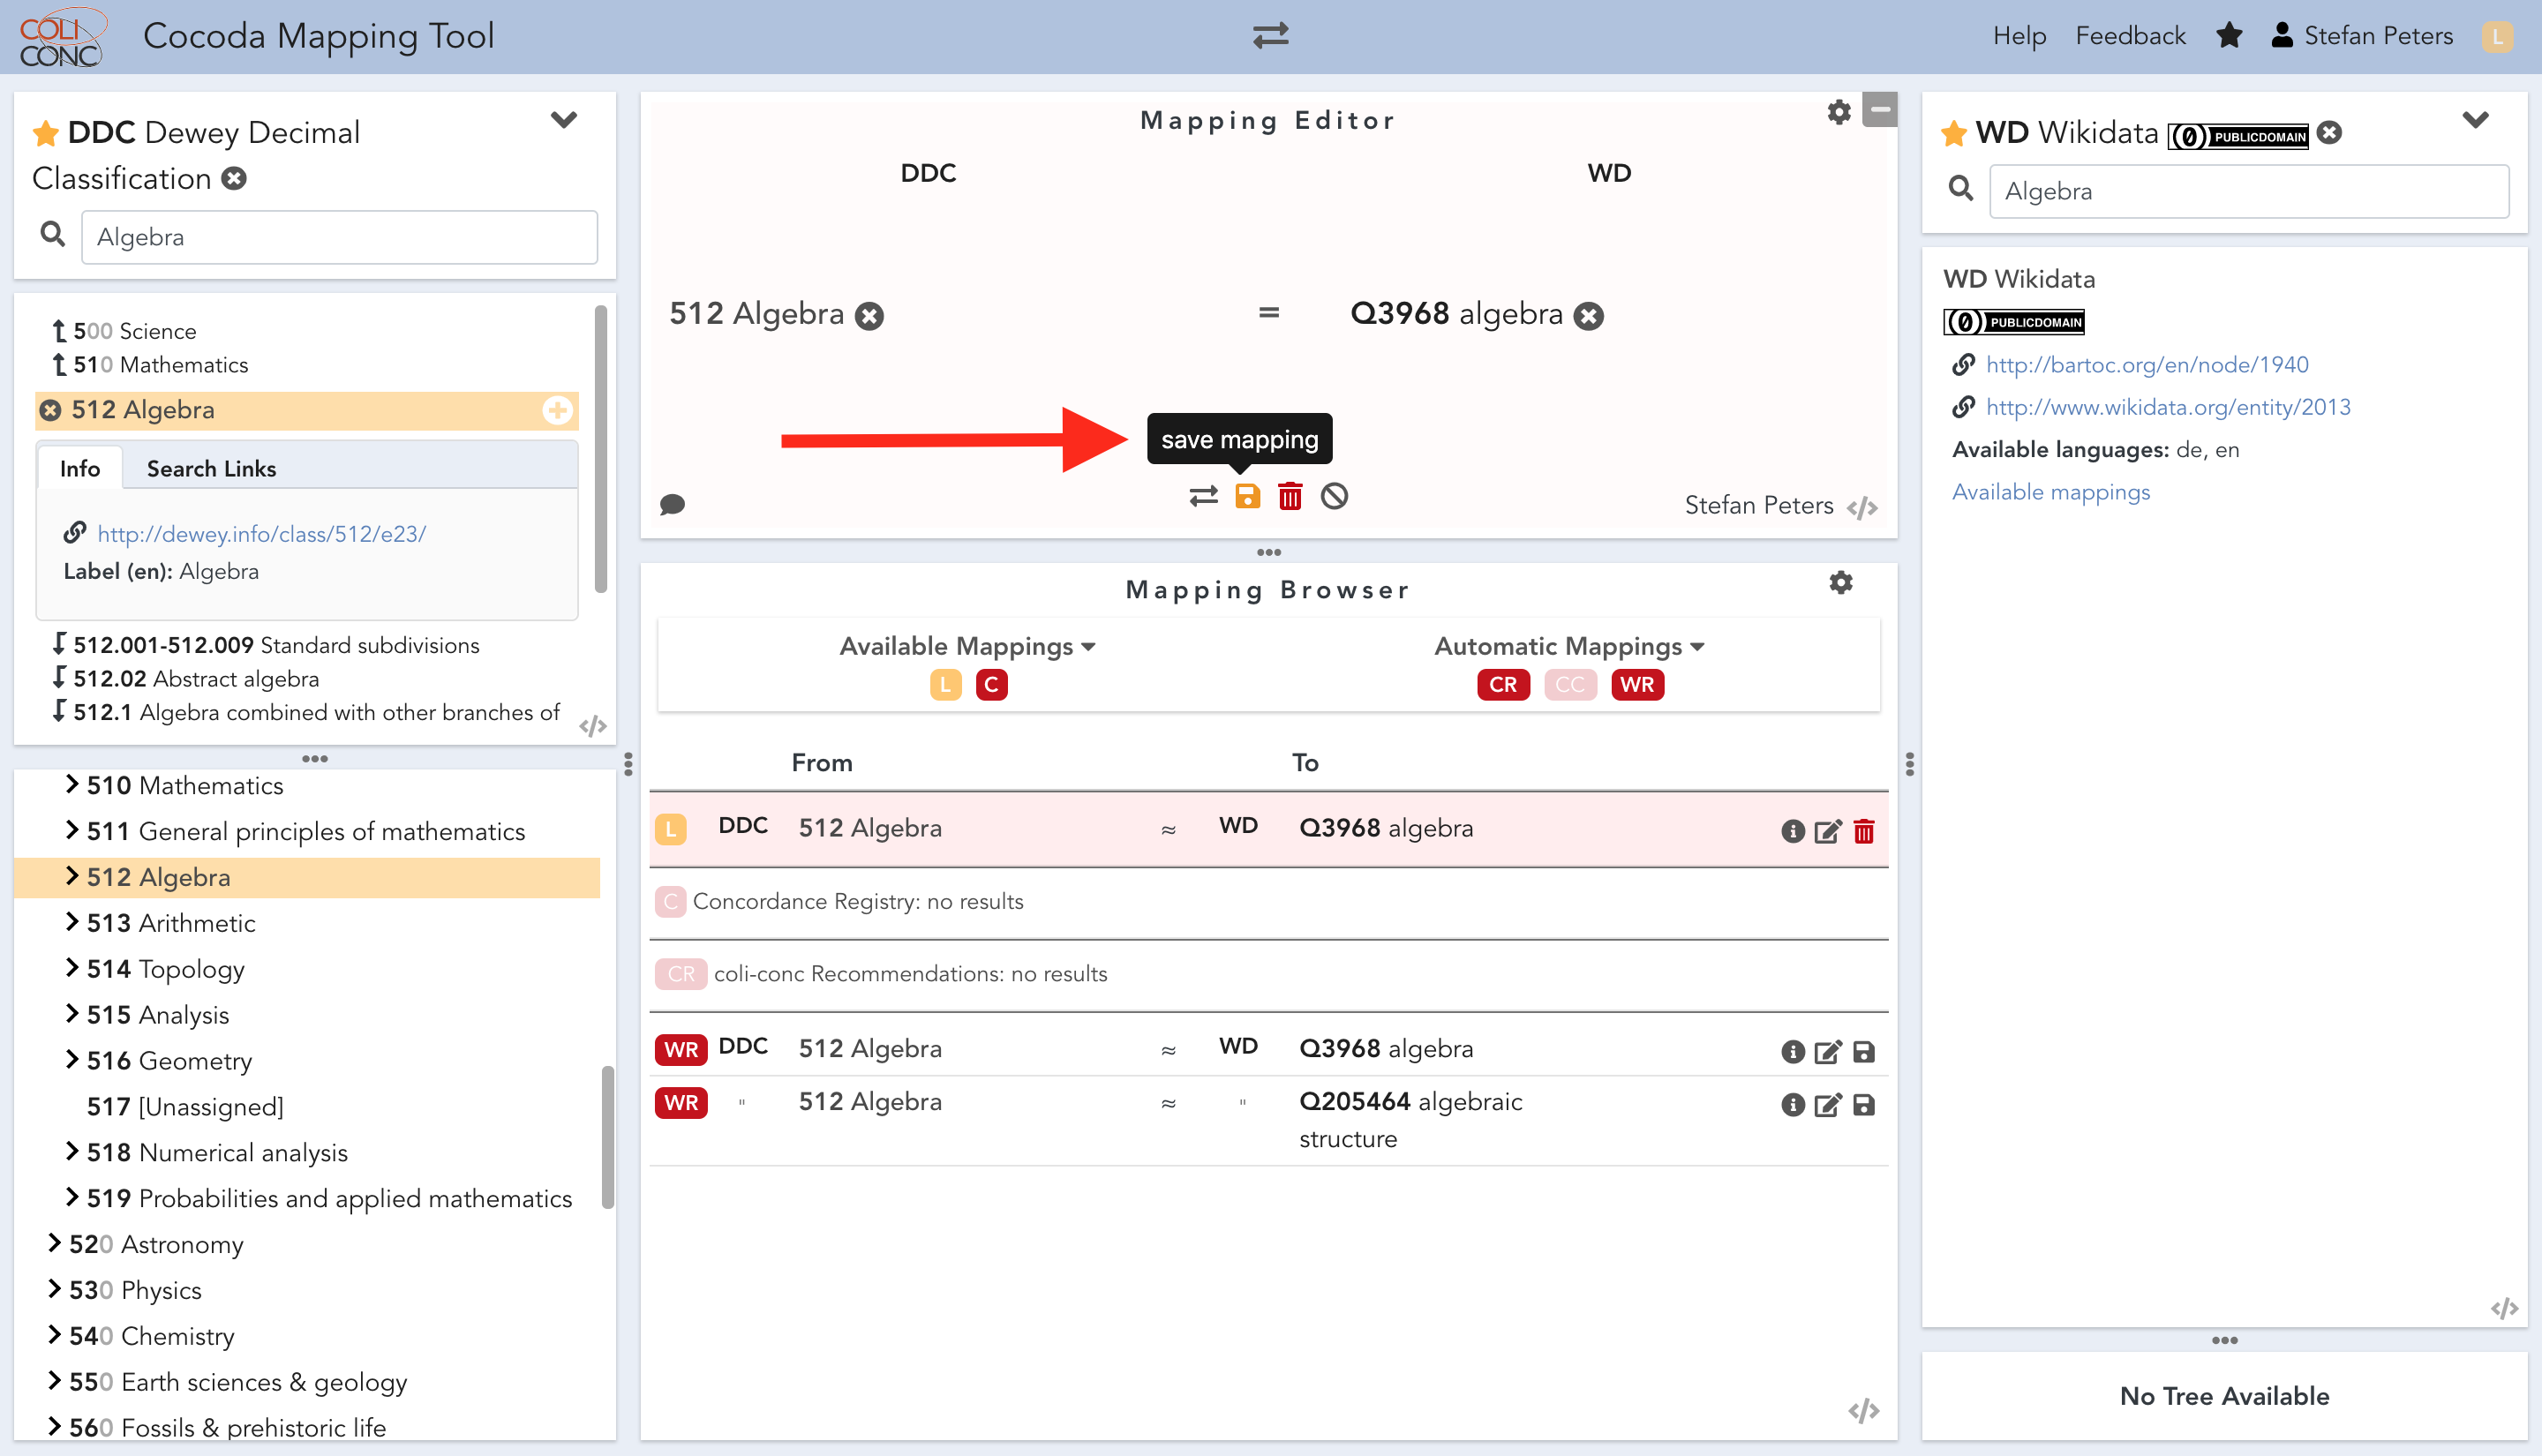 COLI
CONC
Cocoda Mapping Tool
Help
Feedback
Stefan Peters
L
DDC Dewey Decimal
Classification
Algebra
500 Science
510 Mathematics
512 Algebra
Info
Search Links
http://dewey.info/class/512/e23/
Label (en): Algebra
512.001-512.009 Standard subdivisions
512.02 Abstract algebra
512.1 Algebra combined with other branches of
</>
510 Mathematics
511 General principles of mathematics
512 Algebra
513 Arithmetic
514 Topology
515 Analysis
516 Geometry
517 [Unassigned]
518 Numerical analysis
519 Probabilities and applied mathematics
520 Astronomy
530 Physics
540 Chemistry
550 Earth sciences & geology
560 Fossils & prehistoric life
Mapping Editor
DDC
WD
512 Algebra
=
Q3968 algebra
save mapping
Stefan Peters </>
Mapping Browser
Available Mappings
L C
Automatic Mappings
CR CC WR
From
To
L DDC 512 Algebra ≈ WD Q3968 algebra
C Concordance Registry: no results
CR coli-conc Recommendations: no results
WR DDC 512 Algebra ≈ WD Q3968 algebra
WR " 512 Algebra ≈ " Q205464 algebraic
structure
</>
WD Wikidata PUBLIC DOMAIN
Algebra
WD Wikidata
PUBLIC DOMAIN
http://bartoc.org/en/node/1940
http://www.wikidata.org/entity/2013
Available languages: de, en
Available mappings
</>
No Tree Available